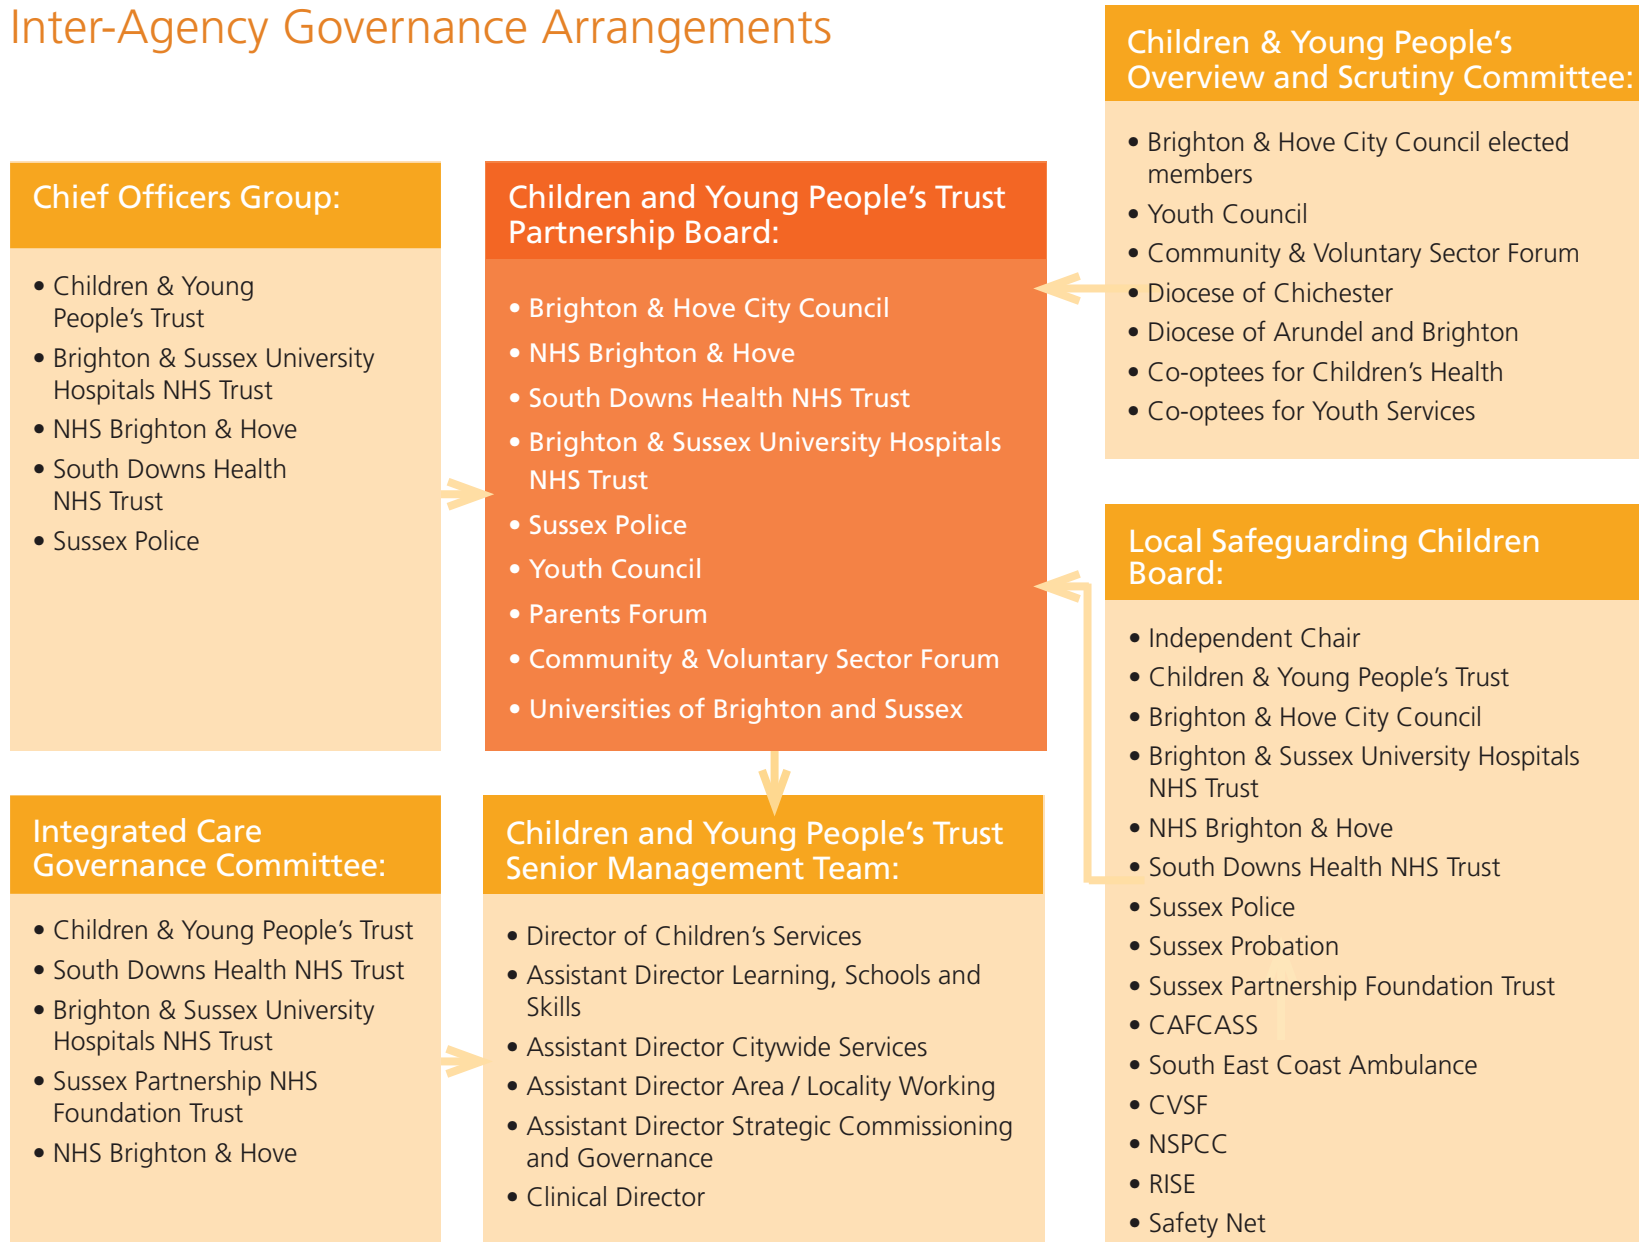 Inter-Agency Governance Arrangements
Chief Officers Group:
• Children & Young
People's Trust
• Brighton & Sussex University
Hospitals NHS Trust
• NHS Brighton & Hove
• South Downs Health
NHS Trust
• Sussex Police
Children and Young People's Trust
Partnership Board:
• Brighton & Hove City Council
• NHS Brighton & Hove
• South Downs Health NHS Trust
• Brighton & Sussex University Hospitals
NHS Trust
• Sussex Police
• Youth Council
• Parents Forum
• Community & Voluntary Sector Forum
• Universities of Brighton and Sussex
Children & Young People's
Overview and Scrutiny Committee:
• Brighton & Hove City Council elected
members
• Youth Council
• Community & Voluntary Sector Forum
• Diocese of Chichester
• Diocese of Arundel and Brighton
• Co-optees for Children's Health
• Co-optees for Youth Services
Integrated Care
Governance Committee:
• Children & Young People's Trust
• South Downs Health NHS Trust
• Brighton & Sussex University
Hospitals NHS Trust
• Sussex Partnership NHS
Foundation Trust
• NHS Brighton & Hove
Children and Young People's Trust
Senior Management Team:
• Director of Children's Services
• Assistant Director Learning, Schools and
Skills
• Assistant Director Citywide Services
• Assistant Director Area / Locality Working
• Assistant Director Strategic Commissioning
and Governance
• Clinical Director
Local Safeguarding Children
Board:
• Independent Chair
• Children & Young People's Trust
• Brighton & Hove City Council
• Brighton & Sussex University Hospitals
NHS Trust
• NHS Brighton & Hove
• South Downs Health NHS Trust
• Sussex Police
• Sussex Probation
• Sussex Partnership Foundation Trust
• CAFCASS
• South East Coast Ambulance
• CVSF
• NSPCC
• RISE
• Safety Net